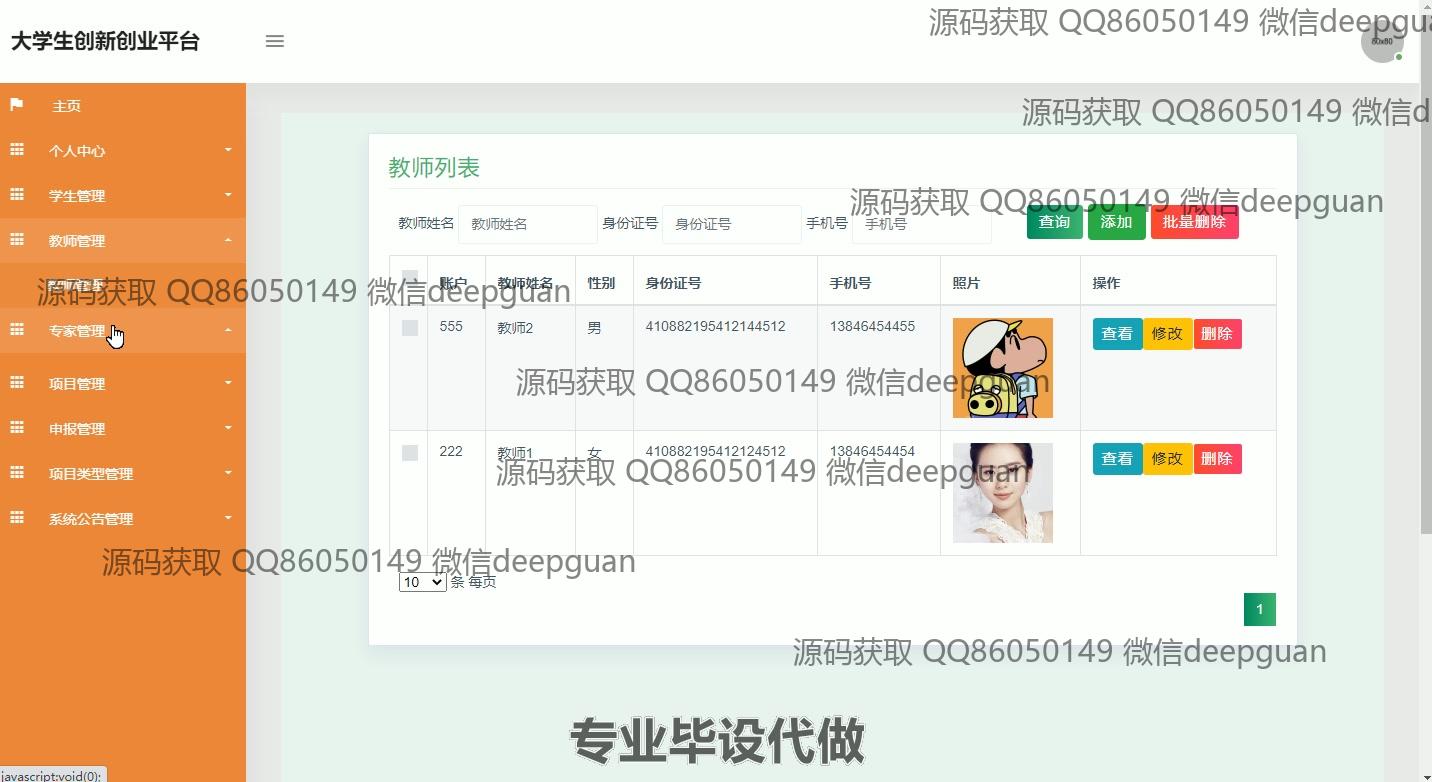 大学生创新创业平台
源码获取 QQ86050149 微信deepgua
60x60
源码获取 QQ86050149 微信d
主页
个人中心
学生管理
教师管理
教师管理
专家管理
项目管理
申报管理
项目类型管理
系统公告管理
教师列表
源码获取 QQ86050149 微信deepguan
教师姓名 教师姓名 身份证号 身份证号 手机号 手机号 查询 添加 批量删除
源码获取 QQ86050149 微信deepguan
账户 教师姓名 性别 身份证号 手机号 照片 操作
555 教师2 男 410882195412144512 13846454455 查看 修改 删除
源码获取 QQ86050149 微信deepguan
222 教师1 女 410882195412124512 13846454454 查看 修改 删除
源码获取 QQ86050149 微信deepguan
源码获取 QQ86050149 微信deepguan
10 条 每页
1
源码获取 QQ86050149 微信deepguan
专业毕设代做
javascript:void(0);